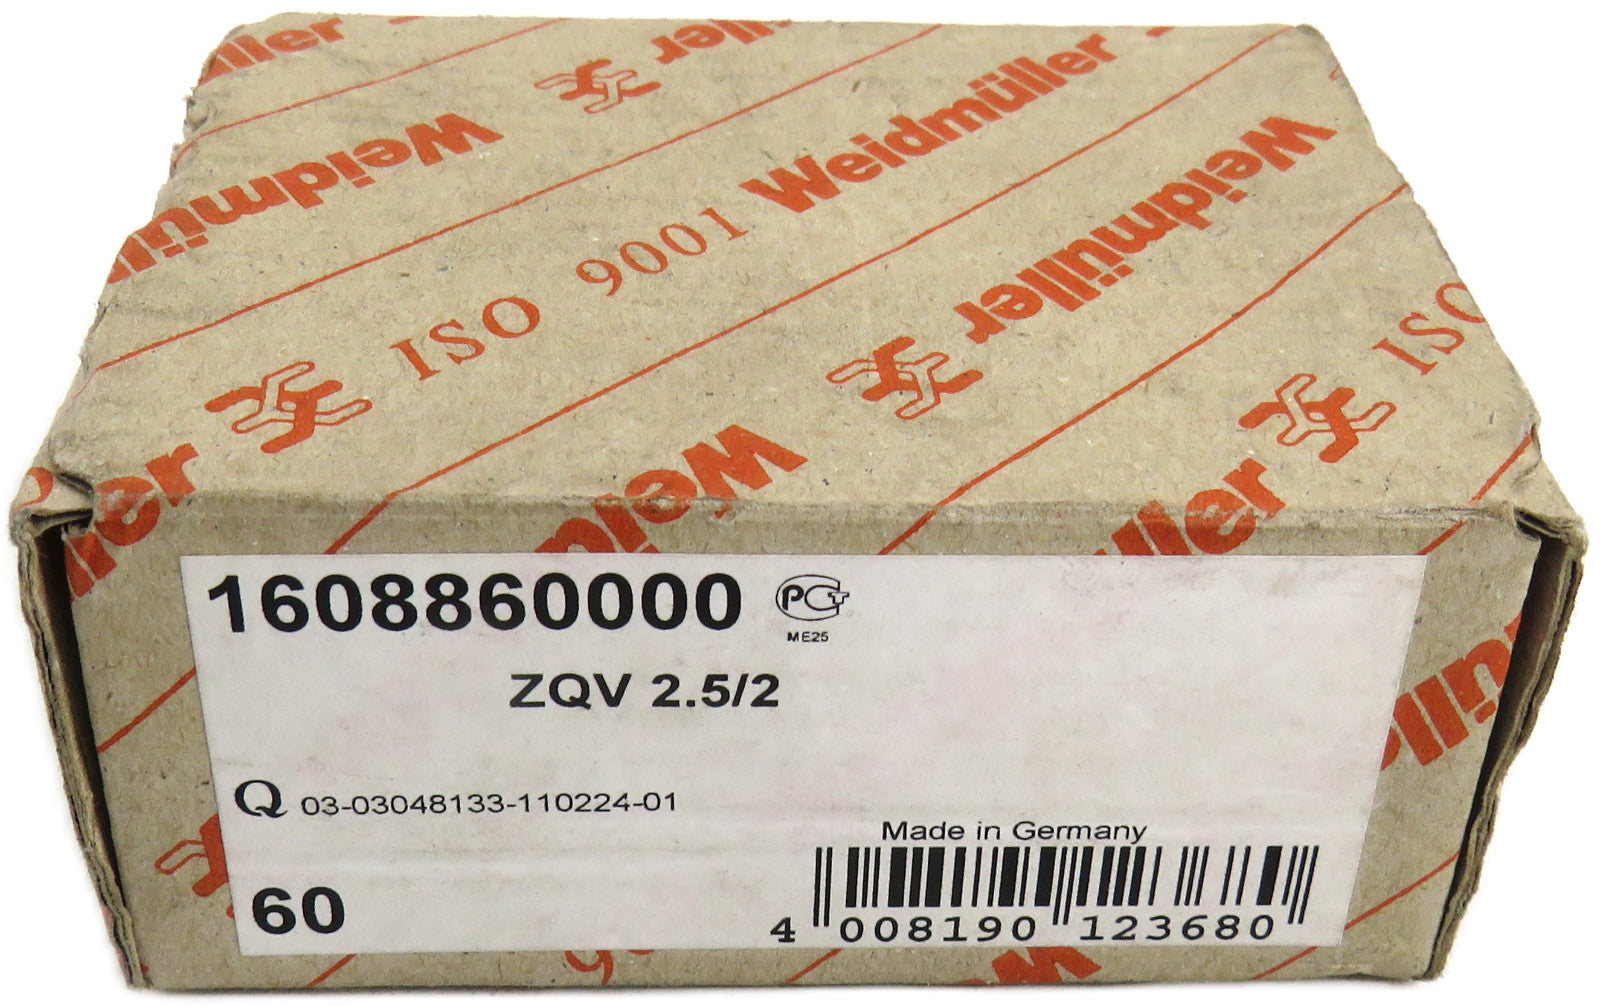 Weidmüller
ISO 9001 Weidmüller
Weidmüller
ISO
1608860000
PCT
ME25
ZQV 2.5/2
Q 03-03048133-110224-01
Made in Germany
60
4 008190 123680